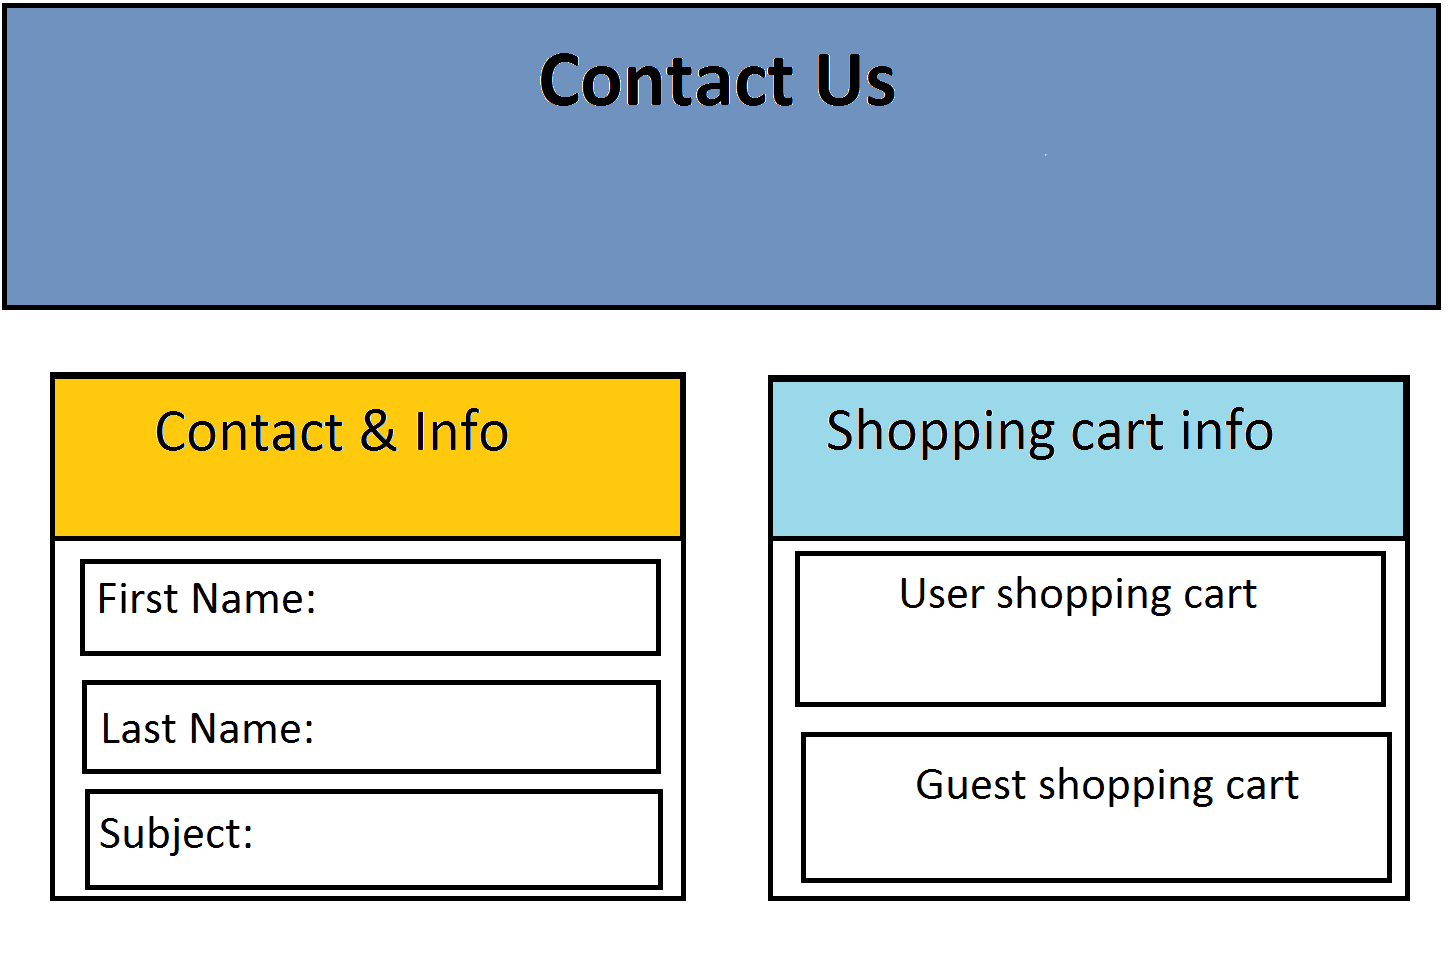 Contact Us
Contact & Info
First Name:
Last Name:
Subject:
Shopping cart info
User shopping cart
Guest shopping cart